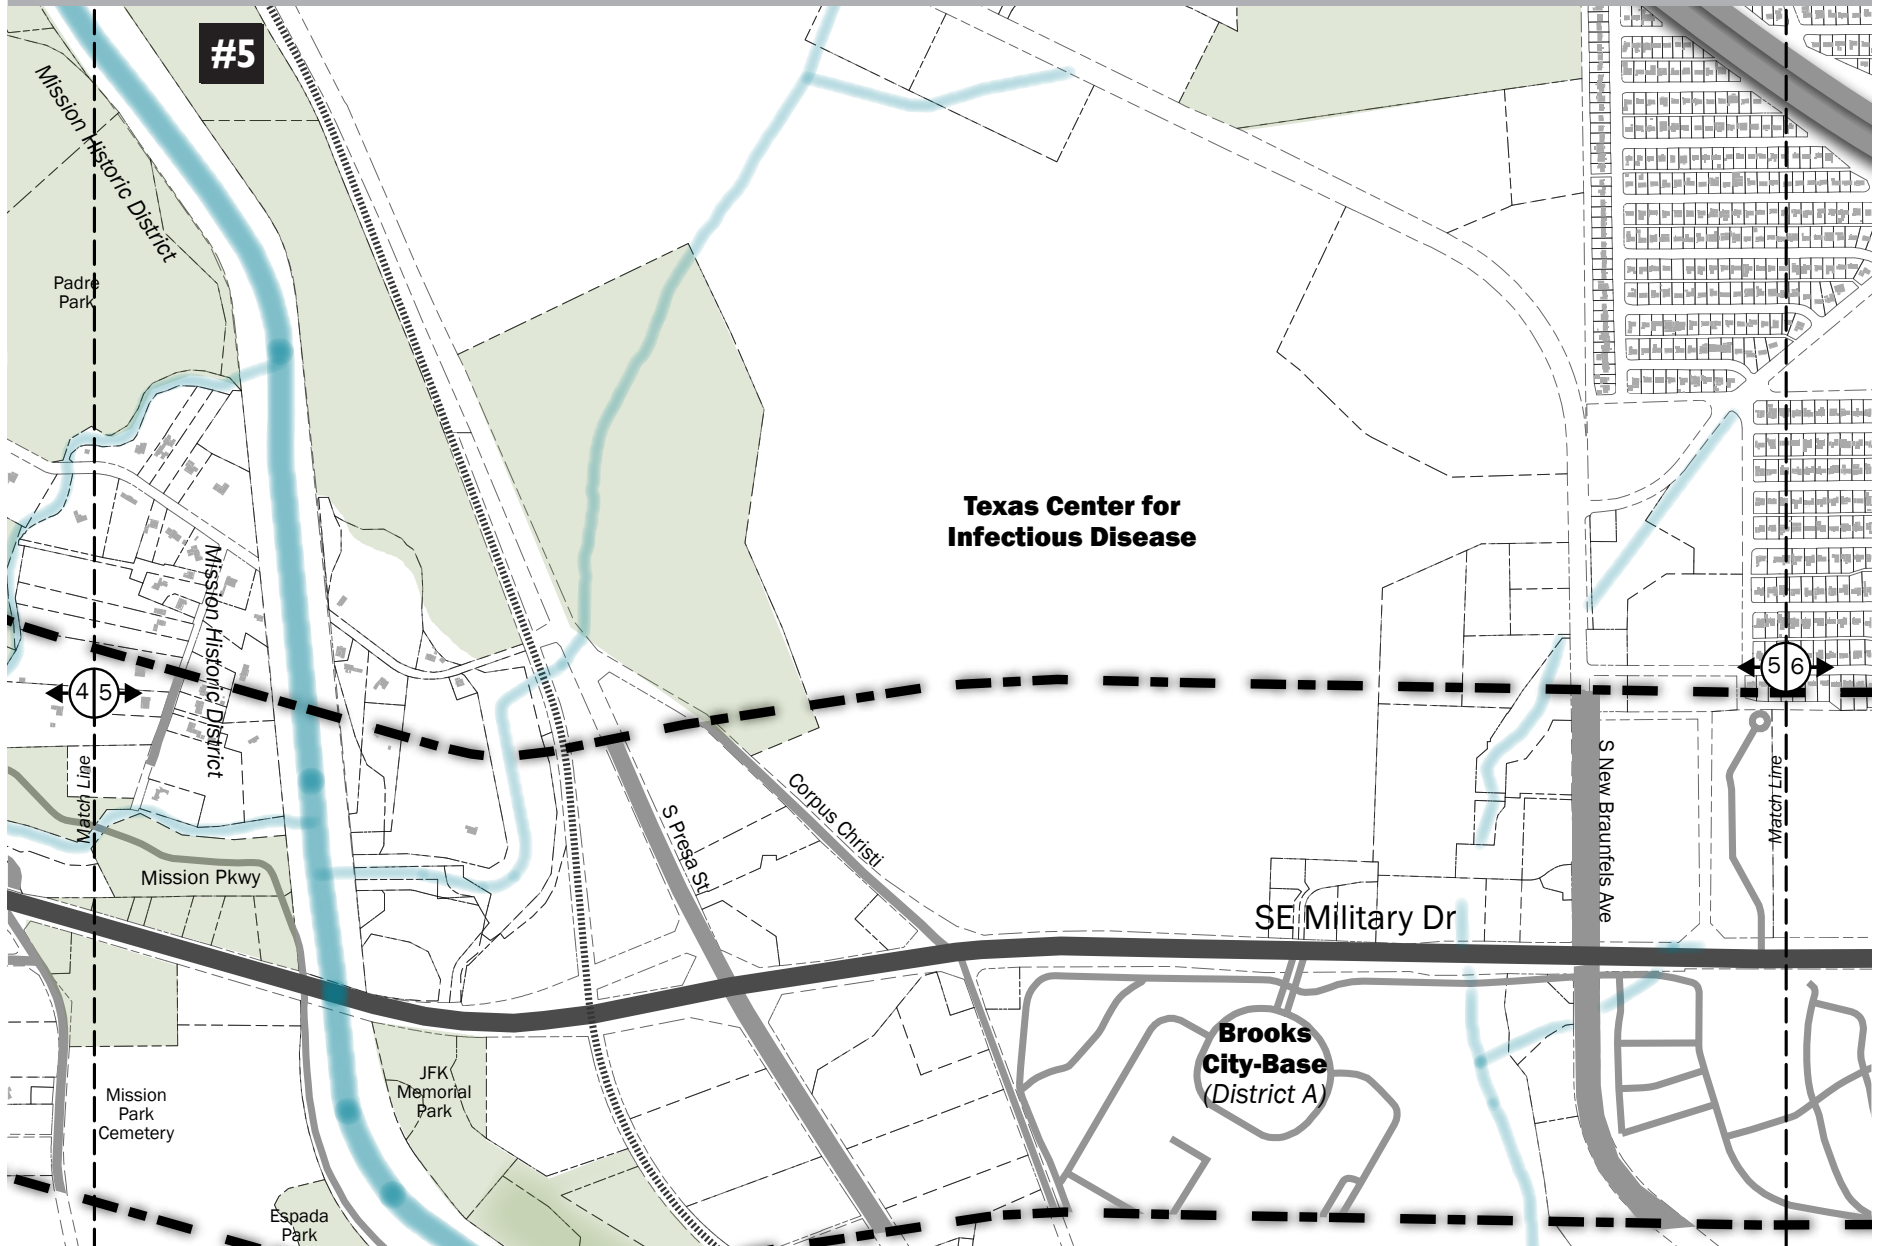 #5
Mission Historic District
Padre
Park
Texas Center for
Infectious Disease
Mission Historic District
4 5
5 6
Match Line
S Presa St
Corpus Christi
S New Braunfels Ave
Match Line
Mission Pkwy
SE Military Dr
Brooks
City-Base
(District A)
JFK
Memorial
Park
Mission
Park
Cemetery
Espada
Park